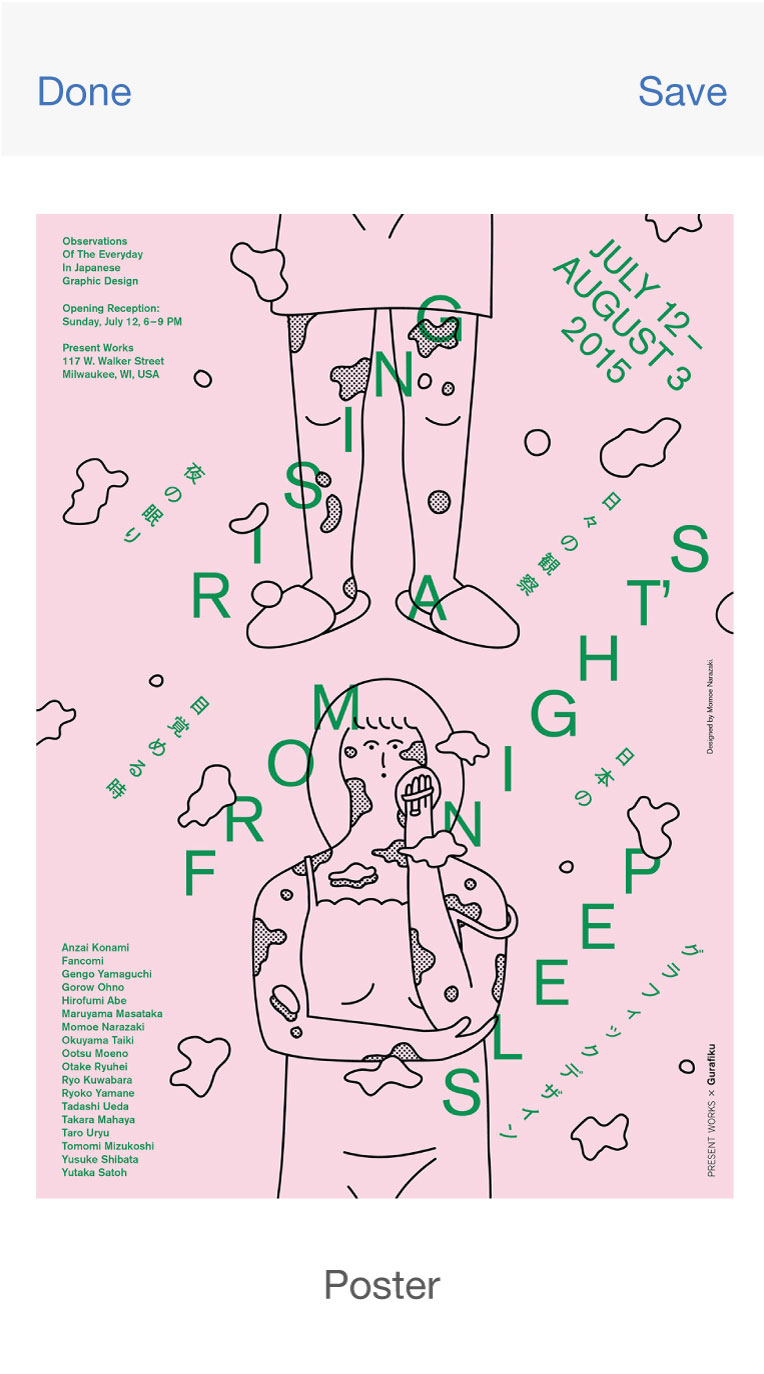 Done
Save
Observations
Of The Everyday
In Japanese
Graphic Design
Opening Reception:
Sunday, July 12, 6–9 PM
Present Works
117 W. Walker Street
Milwaukee, WI, USA
JULY 12–
AUGUST 3
2015
RISING
FROM A
NIGHT’S
SLEEP
夜の眠り
目覚める時
日々の観察
日本の
グラフィックデザイン
Designed by Momoe Narazaki.
Anzai Konami
Fancomi
Gengo Yamaguchi
Gorow Ohno
Hirofumi Abe
Maruyama Masataka
Momoe Narazaki
Okuyama Taiki
Ootsu Moeno
Otake Ryuhei
Ryo Kuwabara
Ryoko Yamane
Tadashi Ueda
Takara Mahaya
Taro Uryu
Tomomi Mizukoshi
Yusuke Shibata
Yutaka Satoh
PRESENT WORKS × Gurafiku
Poster